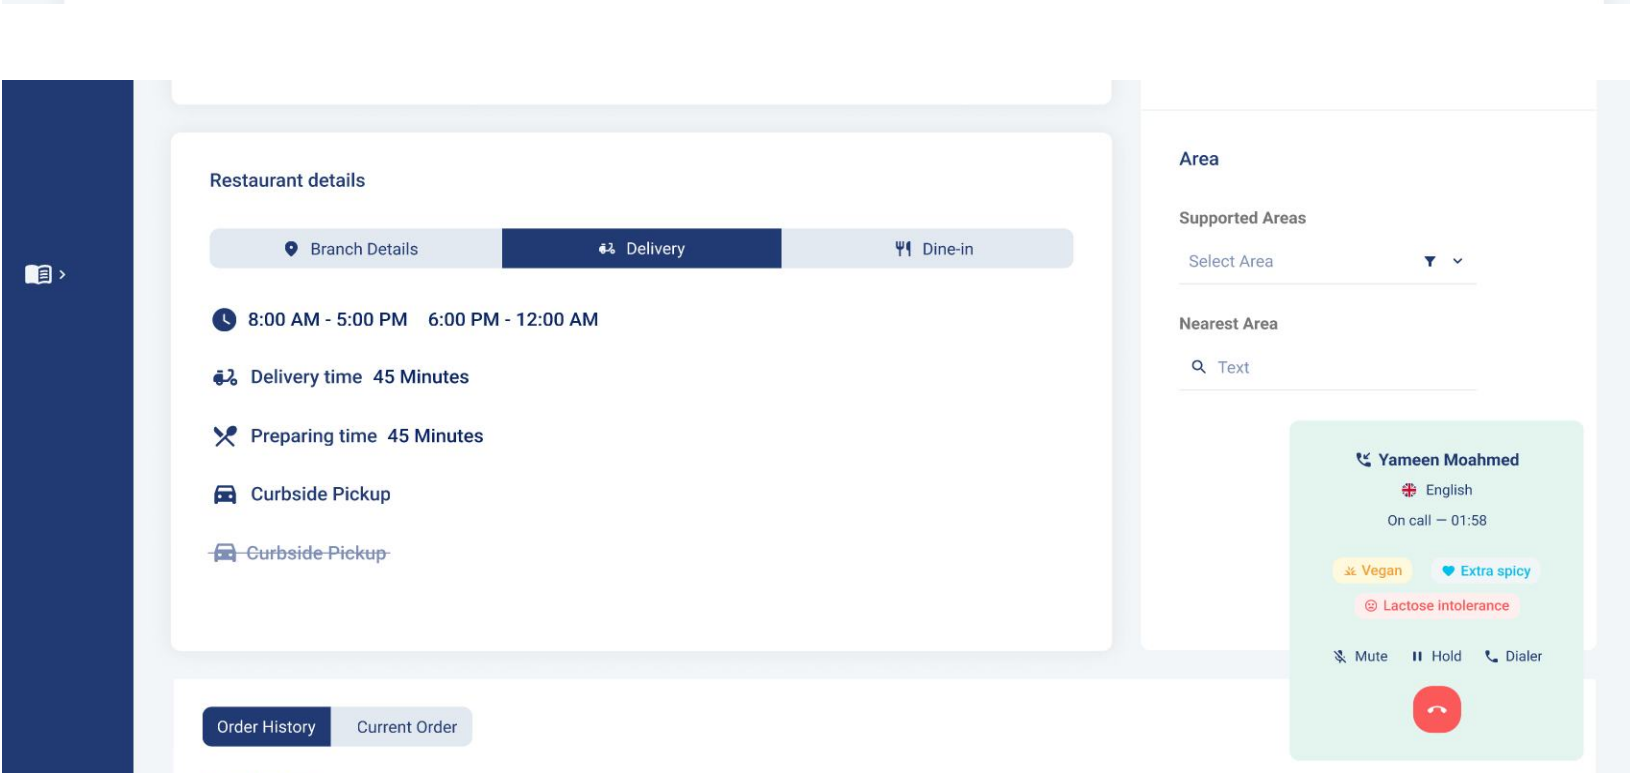 Restaurant details
Branch Details
Delivery
Dine-in
8:00 AM - 5:00 PM 6:00 PM - 12:00 AM
Delivery time 45 Minutes
Preparing time 45 Minutes
Curbside Pickup
Curbside Pickup
Area
Supported Areas
Select Area
Nearest Area
Text
Yameen Moahmed
English
On call — 01:58
Vegan
Extra spicy
Lactose intolerance
Mute
Hold
Dialer
Order History
Current Order